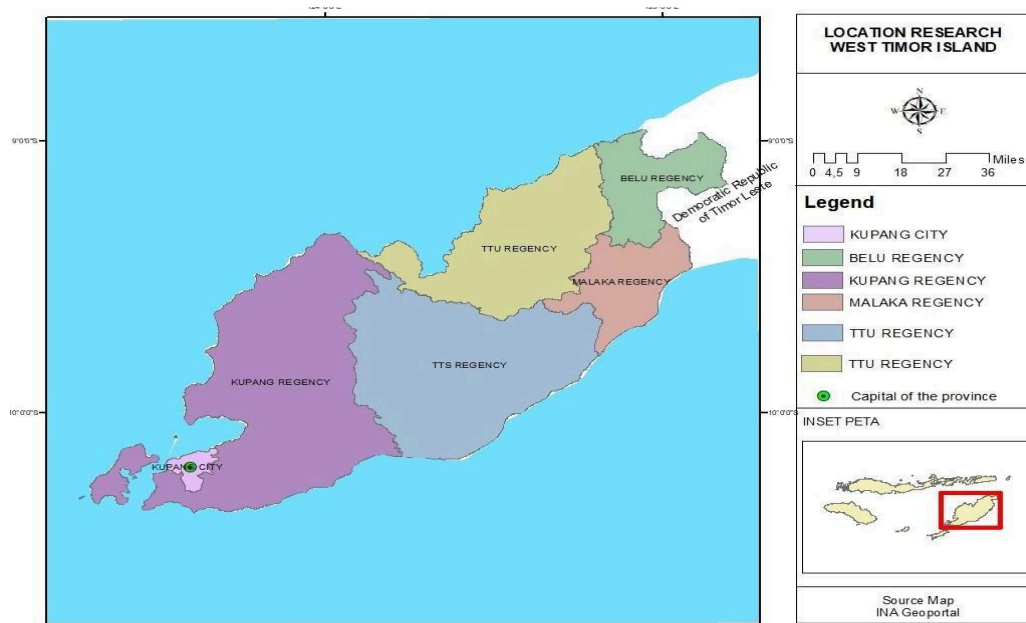 9°0'0"S
9°0'0"S
BELU REGENCY
Democratic Republic
of Timor Leste
TTU REGENCY
MALAKA REGENCY
TTS REGENCY
KUPANG REGENCY
10°0'0"S
10°0'0"S
KUPANG CITY
LOCATION RESEARCH
WEST TIMOR ISLAND
N
W E
S
Miles
0 4,5 9 18 27 36
Legend
KUPANG CITY
BELU REGENCY
KUPANG REGENCY
MALAKA REGENCY
TTU REGENCY
TTU REGENCY
Capital of the province
INSET PETA
Source Map
INA Geoportal